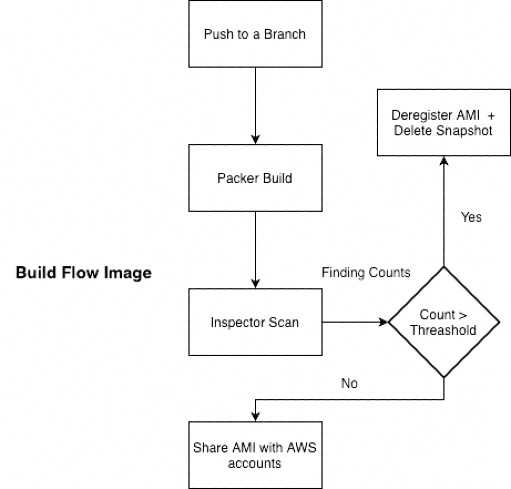 Push to a Branch
Deregister AMI +
Delete Snapshot
Packer Build
Yes
Build Flow Image
Finding Counts
Inspector Scan
Count >
Threashold
No
Share AMI with AWS
accounts